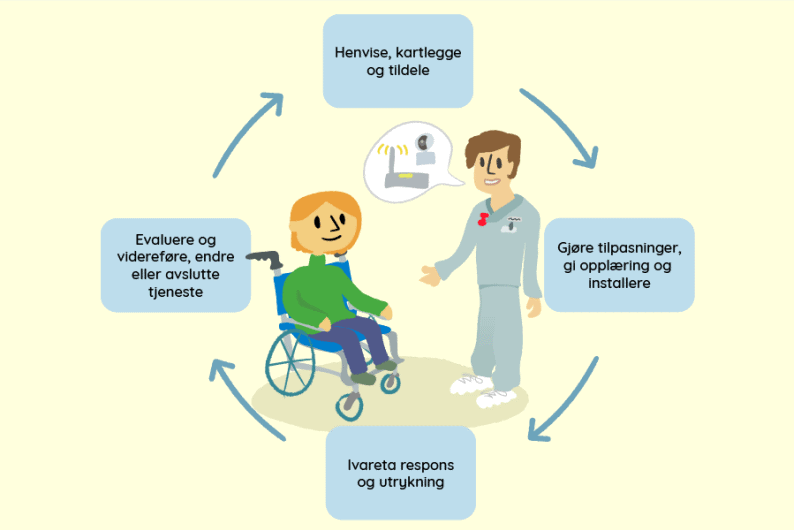 Henvise, kartlegge
og tildele
Gjøre tilpasninger,
gi opplæring og
installere
Ivareta respons
og utrykning
Evaluere og
videreføre, endre
eller avslutte
tjeneste